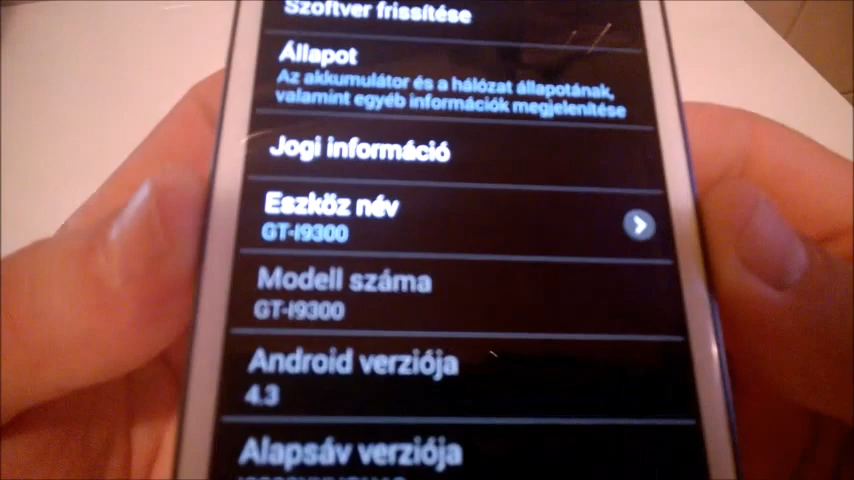 Szoftver frissítése
Állapot
Az akkumulátor és a hálózat állapotának,
valamint egyéb információk megjelenítése
Jogi információ
Eszköz név
GT-I9300
Modell száma
GT-I9300
Android verziója
4.3
Alapsáv verziója